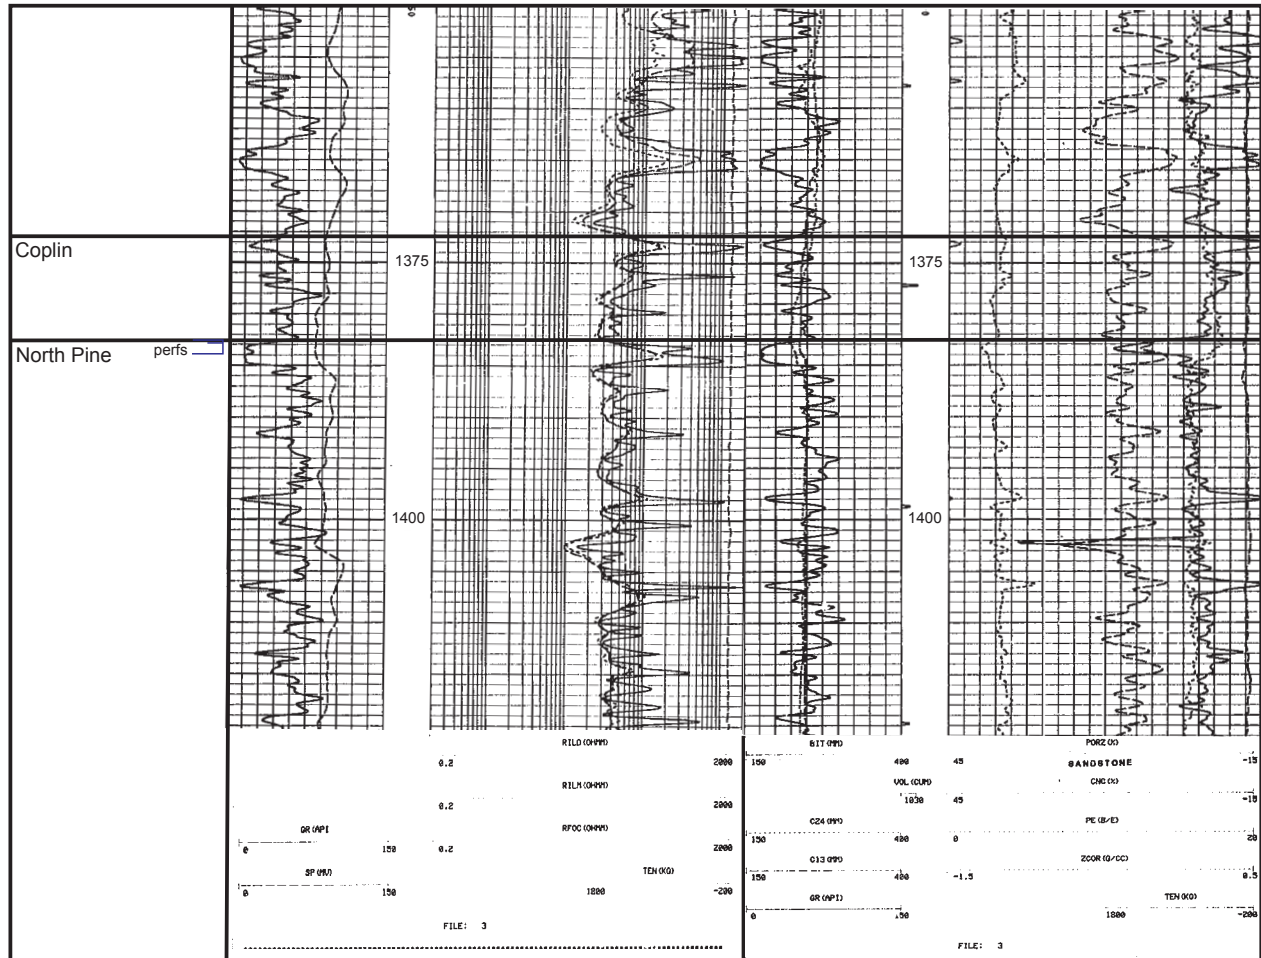 Coplin
1375
1375
North Pine
perfs
1400
1400
RILD(OHMM)
0.2 2000
RILM(OHMM)
0.2 2000
GR(API
RFOC(OHMM)
0 150
0.2 2000
SP(MV)
TEN(KG)
0 150
1800 -200
FILE: 3
BIT(MM)
150 400
VOL(CUM)
1030
C24(MM)
150 400
C13(MM)
150 400
GR(API)
0
PORZ(%)
45 -15
SANDSTONE
CNC(%)
45 -15
PE(B/E)
0 20
ZCOR(G/CC)
-1.5 0.5
TEN(KG)
1800 -200
FILE: 3